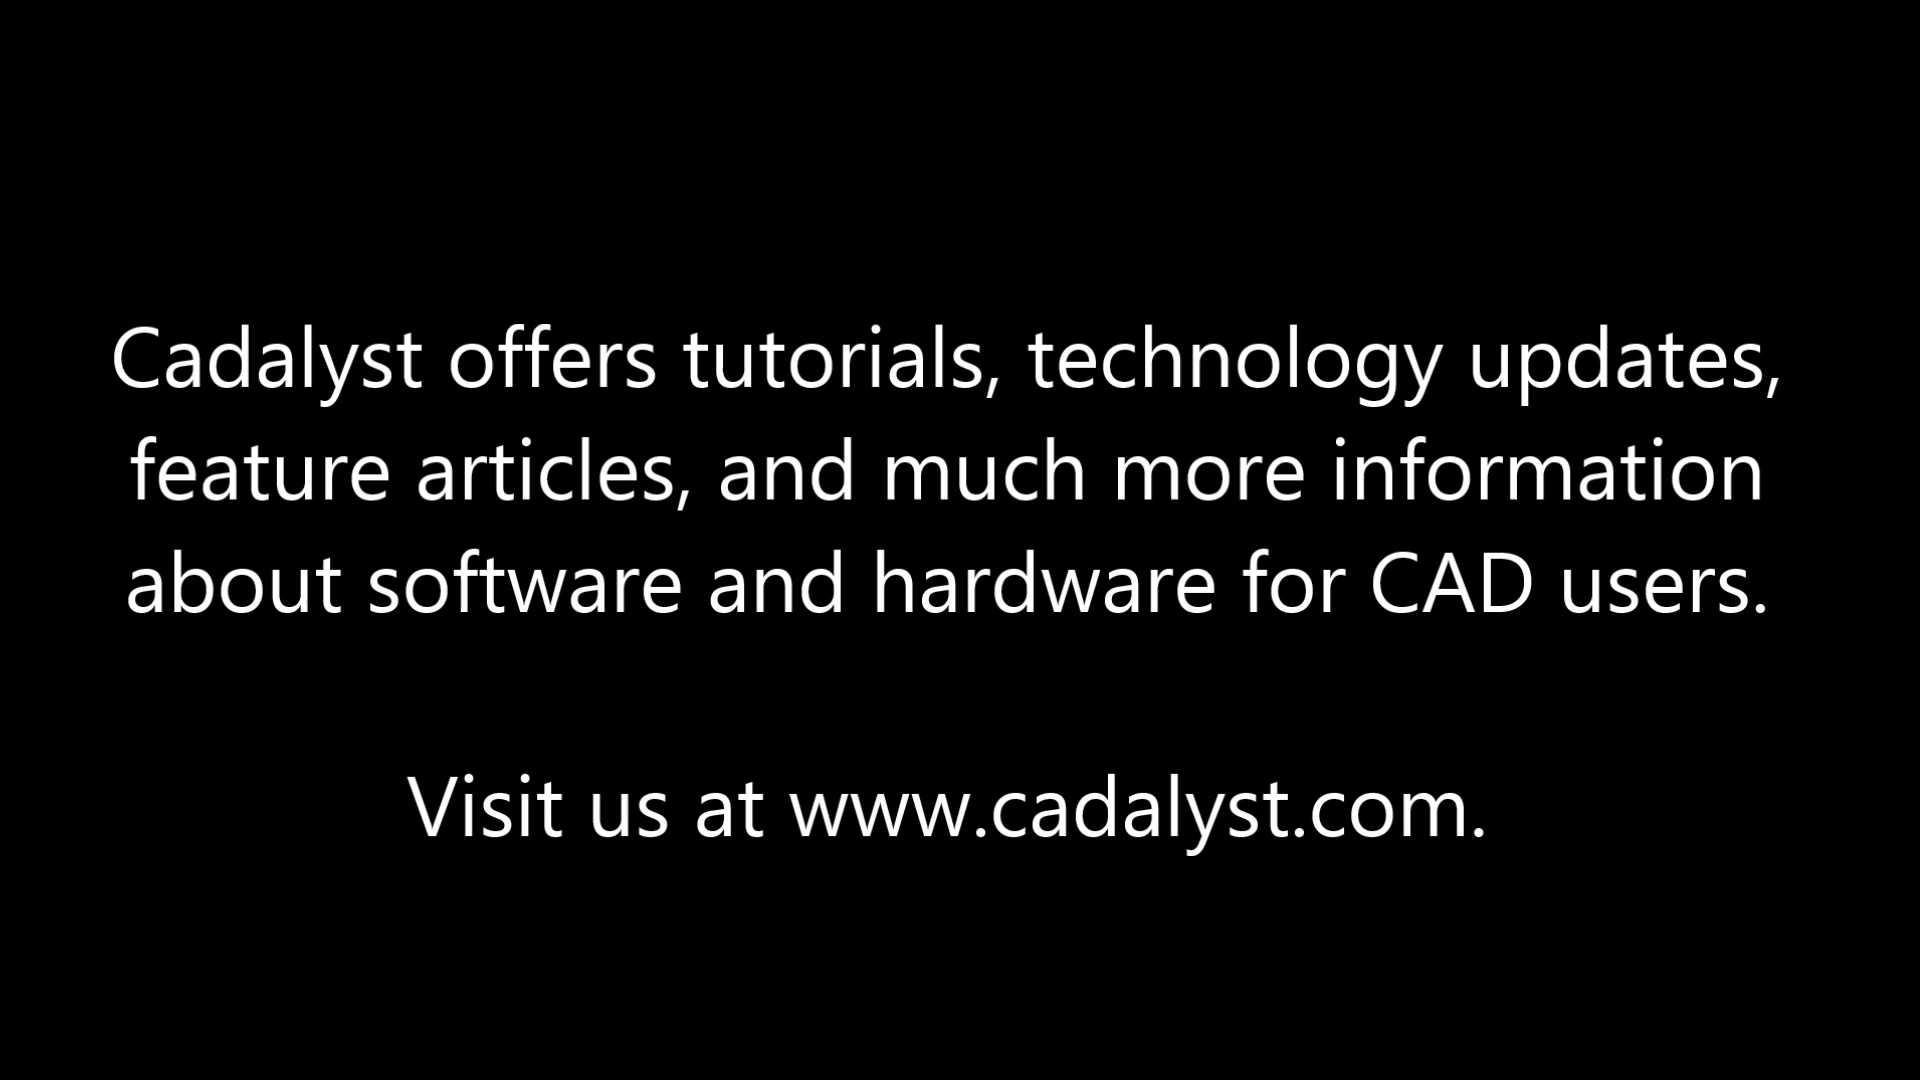 Cadalyst offers tutorials, technology updates,
feature articles, and much more information
about software and hardware for CAD users.
Visit us at www.cadalyst.com.